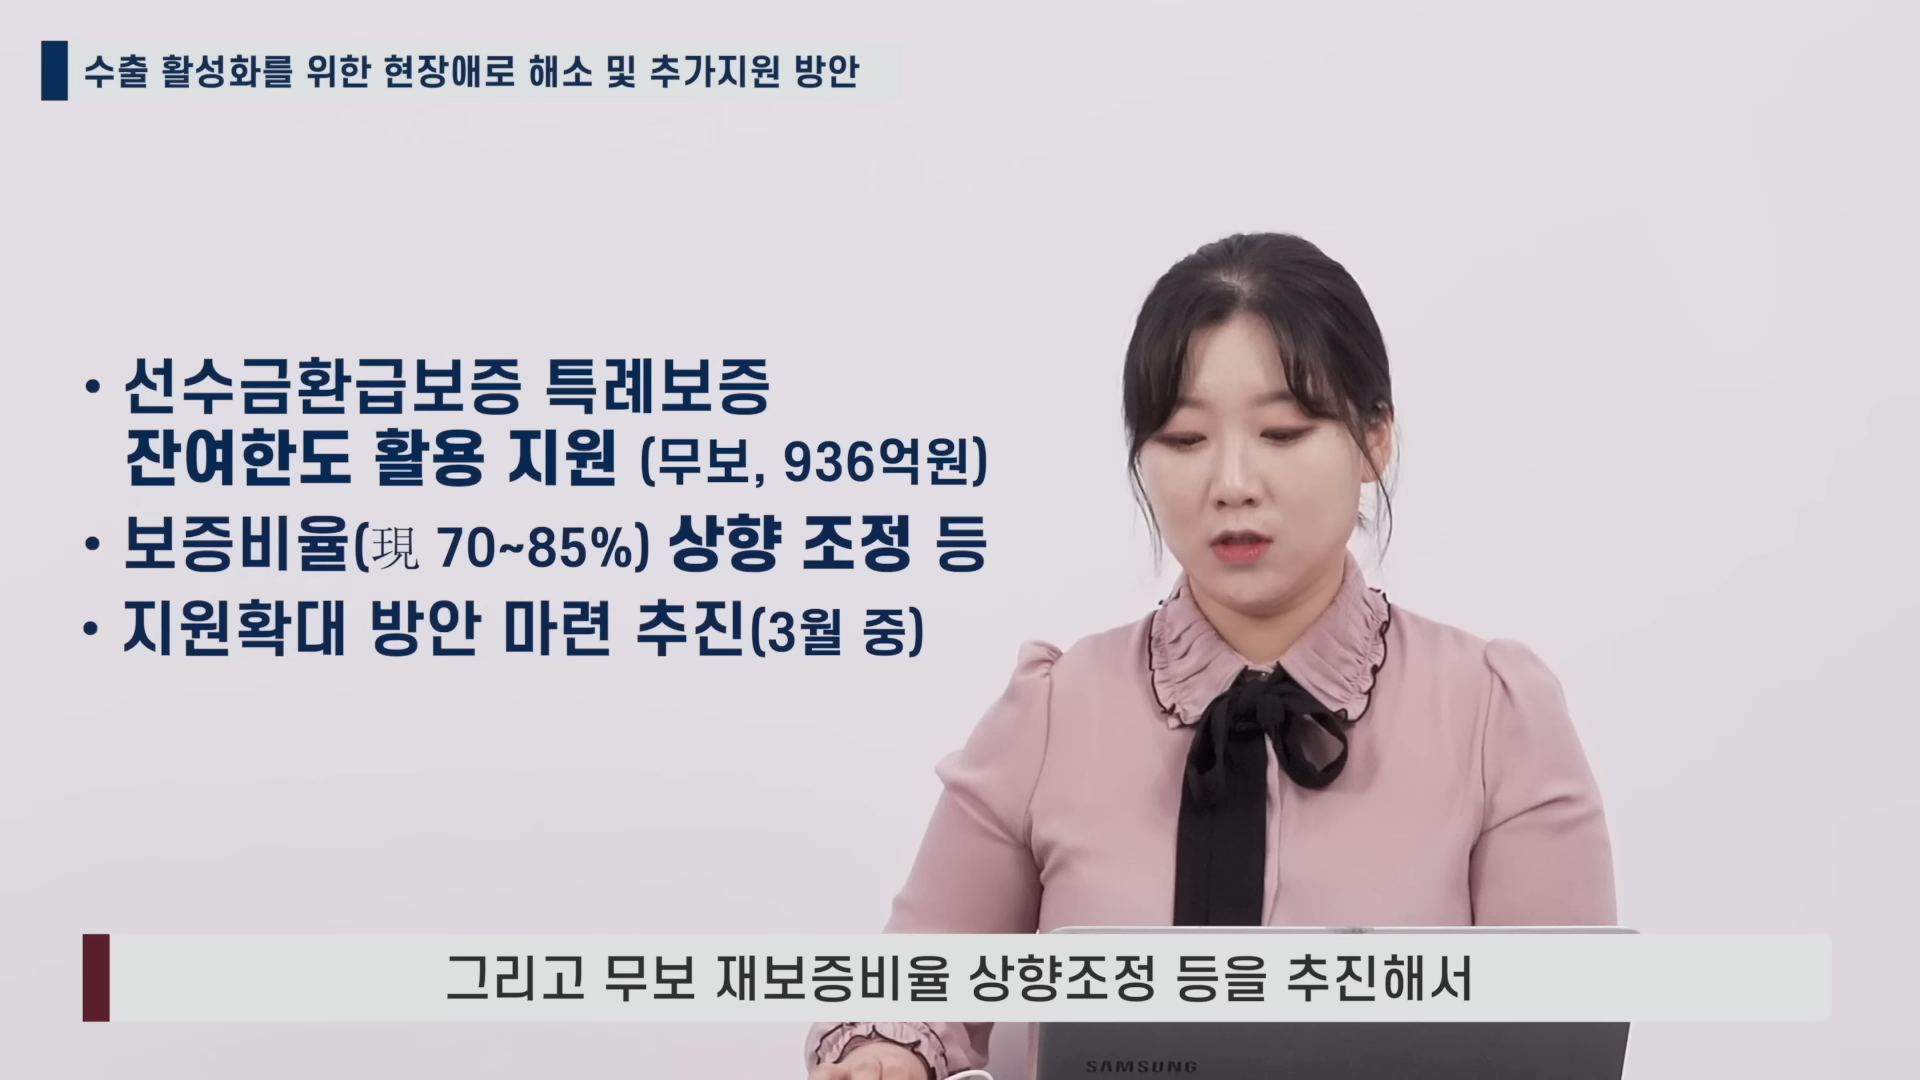 수출 활성화를 위한 현장애로 해소 및 추가지원 방안
• 선수금환급보증 특례보증
잔여한도 활용 지원 (무보, 936억원)
• 보증비율(現 70~85%) 상향 조정 등
• 지원확대 방안 마련 추진(3월 중)
그리고 무보 재보증비율 상향조정 등을 추진해서
SAMSUNG